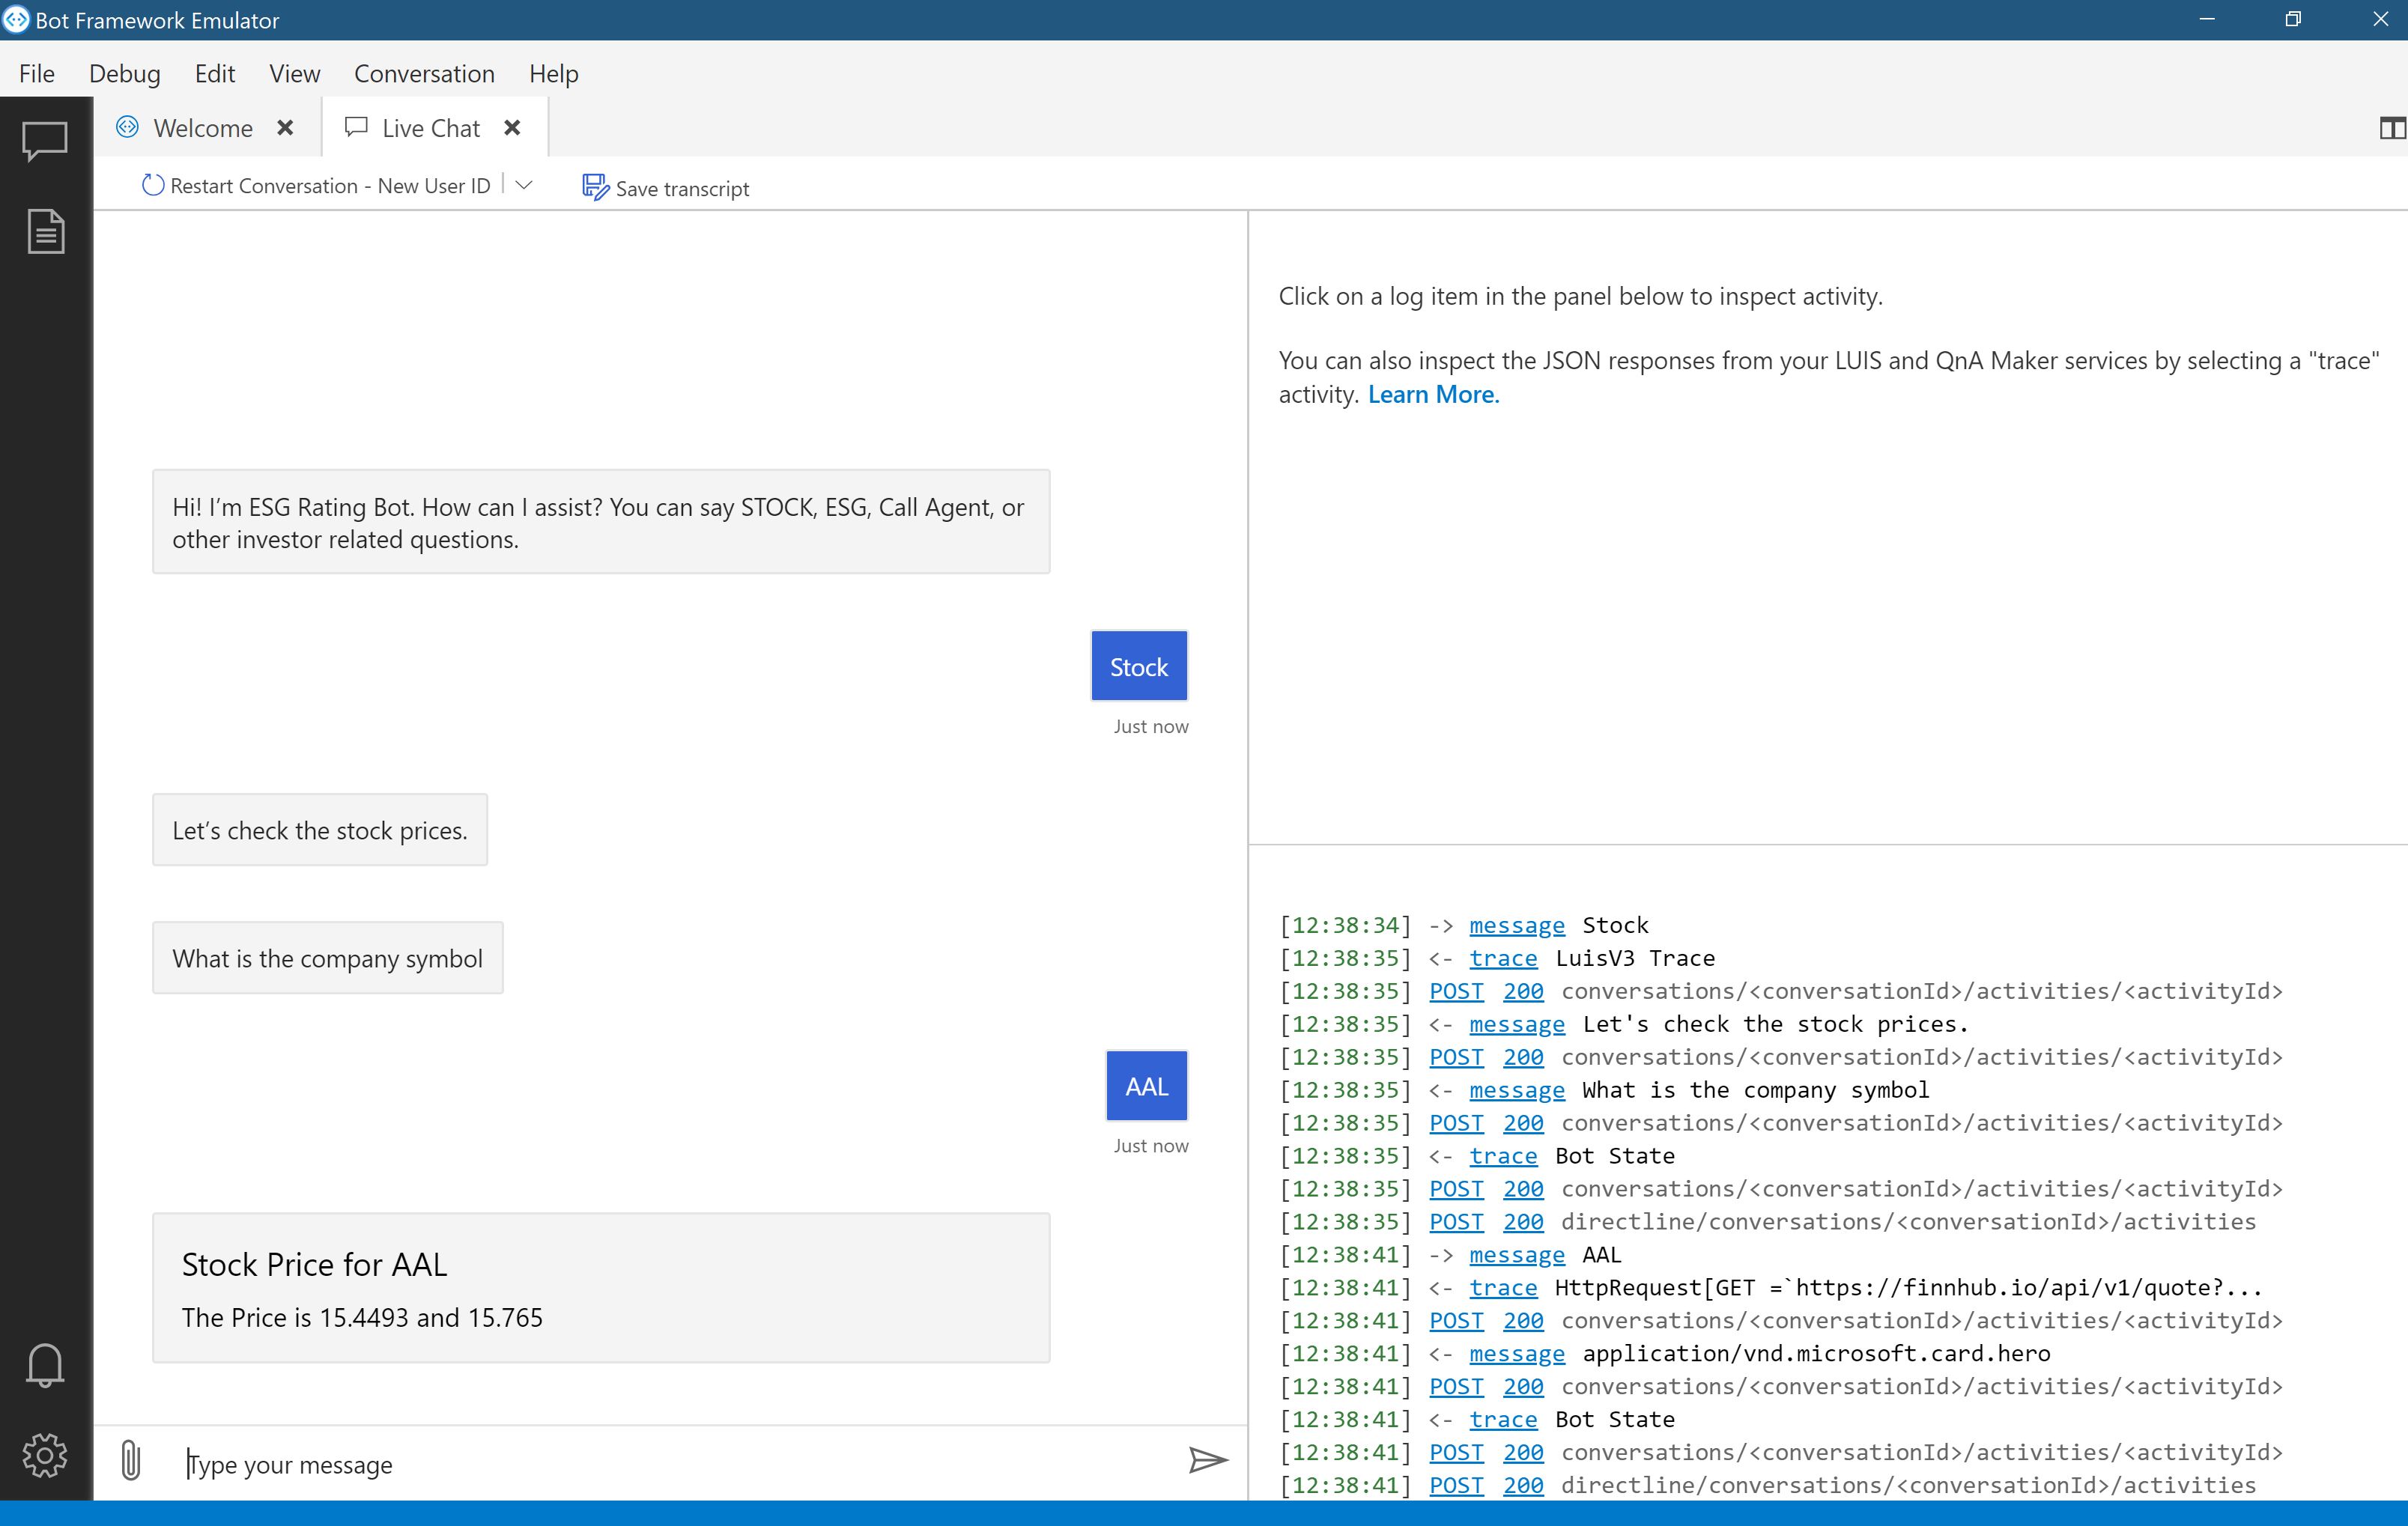 Bot Framework Emulator
File Debug Edit View Conversation Help
Welcome Live Chat
Restart Conversation - New User ID Save transcript
Hi! I’m ESG Rating Bot. How can I assist? You can say STOCK, ESG, Call Agent, or
other investor related questions.
Stock
Just now
Let’s check the stock prices.
What is the company symbol
AAL
Just now
Stock Price for AAL
The Price is 15.4493 and 15.765
Type your message
Click on a log item in the panel below to inspect activity.
You can also inspect the JSON responses from your LUIS and QnA Maker services by selecting a "trace"
activity. Learn More.
[12:38:34] -> message Stock
[12:38:35] <- trace LuisV3 Trace
[12:38:35] POST 200 conversations/<conversationId>/activities/<activityId>
[12:38:35] <- message Let's check the stock prices.
[12:38:35] POST 200 conversations/<conversationId>/activities/<activityId>
[12:38:35] <- message What is the company symbol
[12:38:35] POST 200 conversations/<conversationId>/activities/<activityId>
[12:38:35] <- trace Bot State
[12:38:35] POST 200 conversations/<conversationId>/activities/<activityId>
[12:38:35] POST 200 directline/conversations/<conversationId>/activities
[12:38:41] -> message AAL
[12:38:41] <- trace HttpRequest[GET =`https://finnhub.io/api/v1/quote?...
[12:38:41] POST 200 conversations/<conversationId>/activities/<activityId>
[12:38:41] <- message application/vnd.microsoft.card.hero
[12:38:41] POST 200 conversations/<conversationId>/activities/<activityId>
[12:38:41] <- trace Bot State
[12:38:41] POST 200 conversations/<conversationId>/activities/<activityId>
[12:38:41] POST 200 directline/conversations/<conversationId>/activities